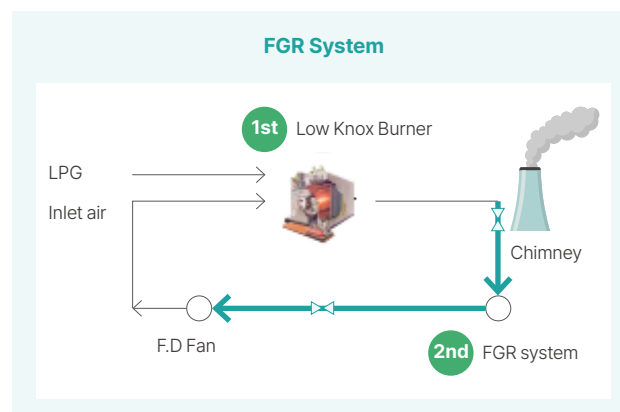 FGR System
1st Low Knox Burner
LPG
Inlet air
Chimney
F.D Fan
2nd FGR system